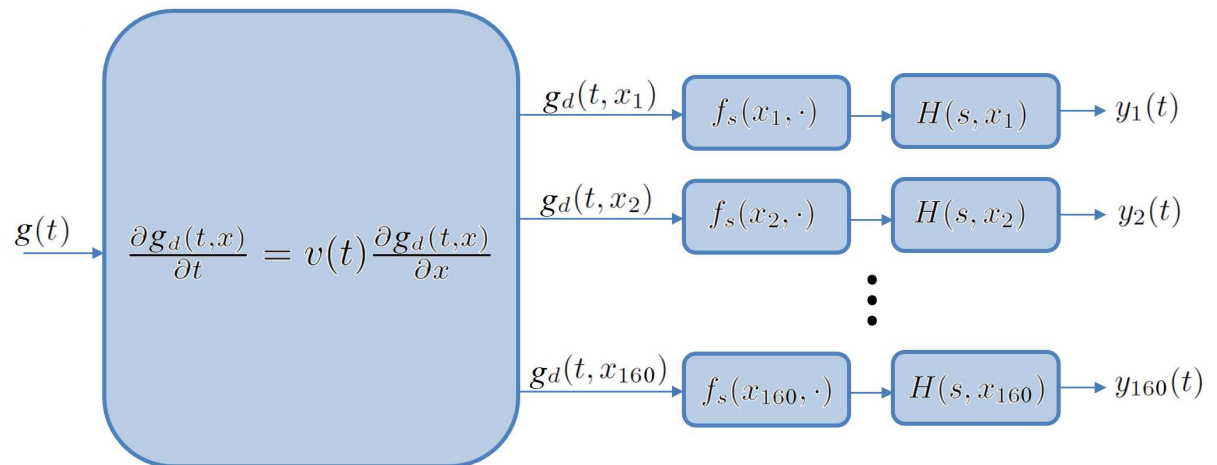 g(t)
∂g_d(t,x)/∂t = v(t) ∂g_d(t,x)/∂x
g_d(t, x_1)
f_s(x_1, ·)
H(s, x_1)
y_1(t)
g_d(t, x_2)
f_s(x_2, ·)
H(s, x_2)
y_2(t)
g_d(t, x_160)
f_s(x_160, ·)
H(s, x_160)
y_160(t)